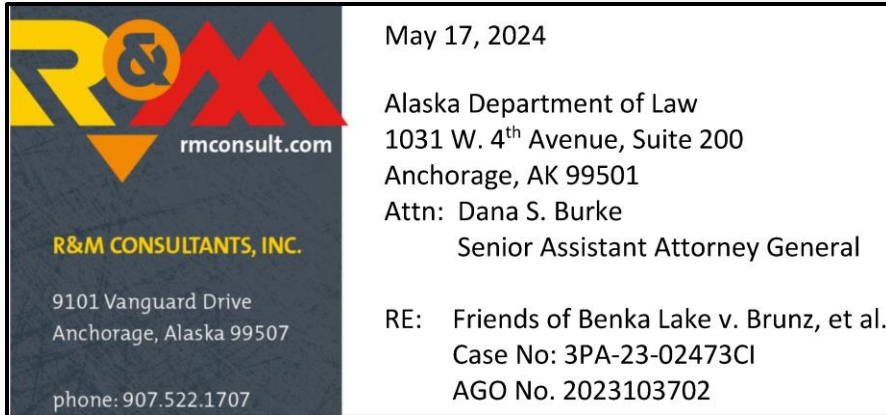 R&M
rmconsult.com
R&M CONSULTANTS, INC.
9101 Vanguard Drive
Anchorage, Alaska 99507
phone: 907.522.1707
May 17, 2024
Alaska Department of Law
1031 W. 4th Avenue, Suite 200
Anchorage, AK 99501
Attn: Dana S. Burke
Senior Assistant Attorney General
RE: Friends of Benka Lake v. Brunz, et al.
Case No: 3PA-23-02473CI
AGO No. 2023103702